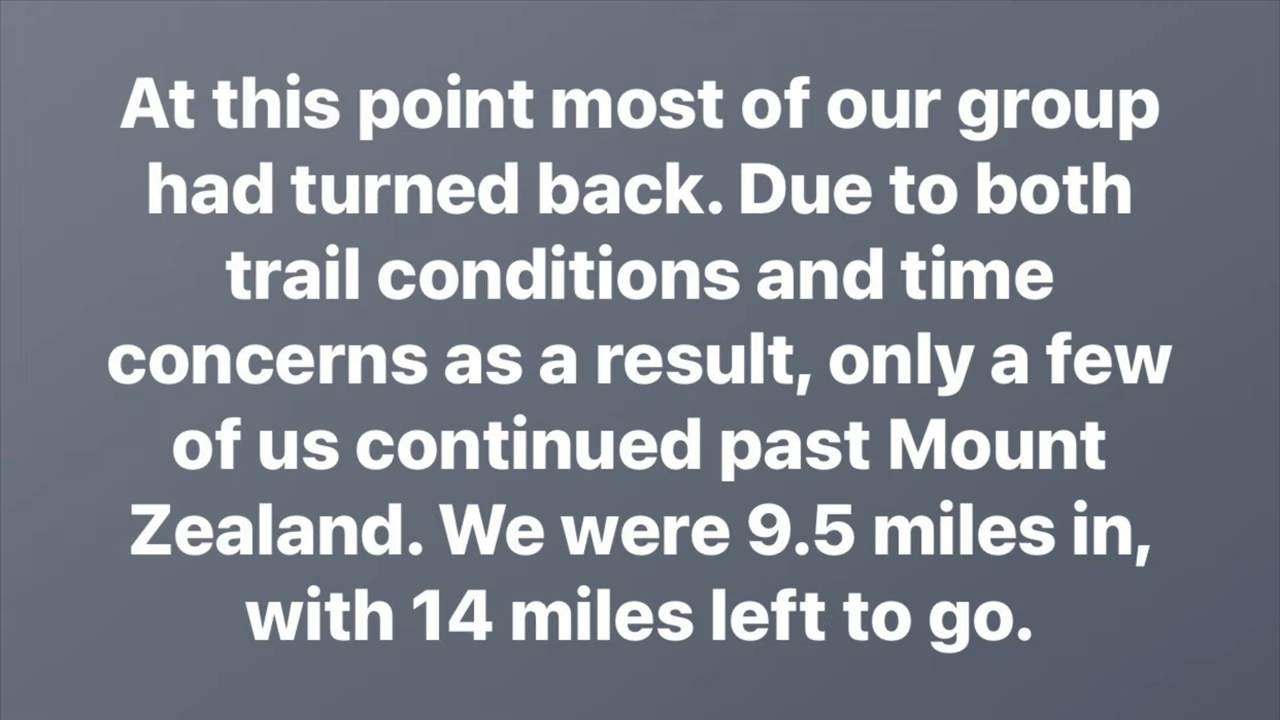 At this point most of our group
had turned back. Due to both
trail conditions and time
concerns as a result, only a few
of us continued past Mount
Zealand. We were 9.5 miles in,
with 14 miles left to go.